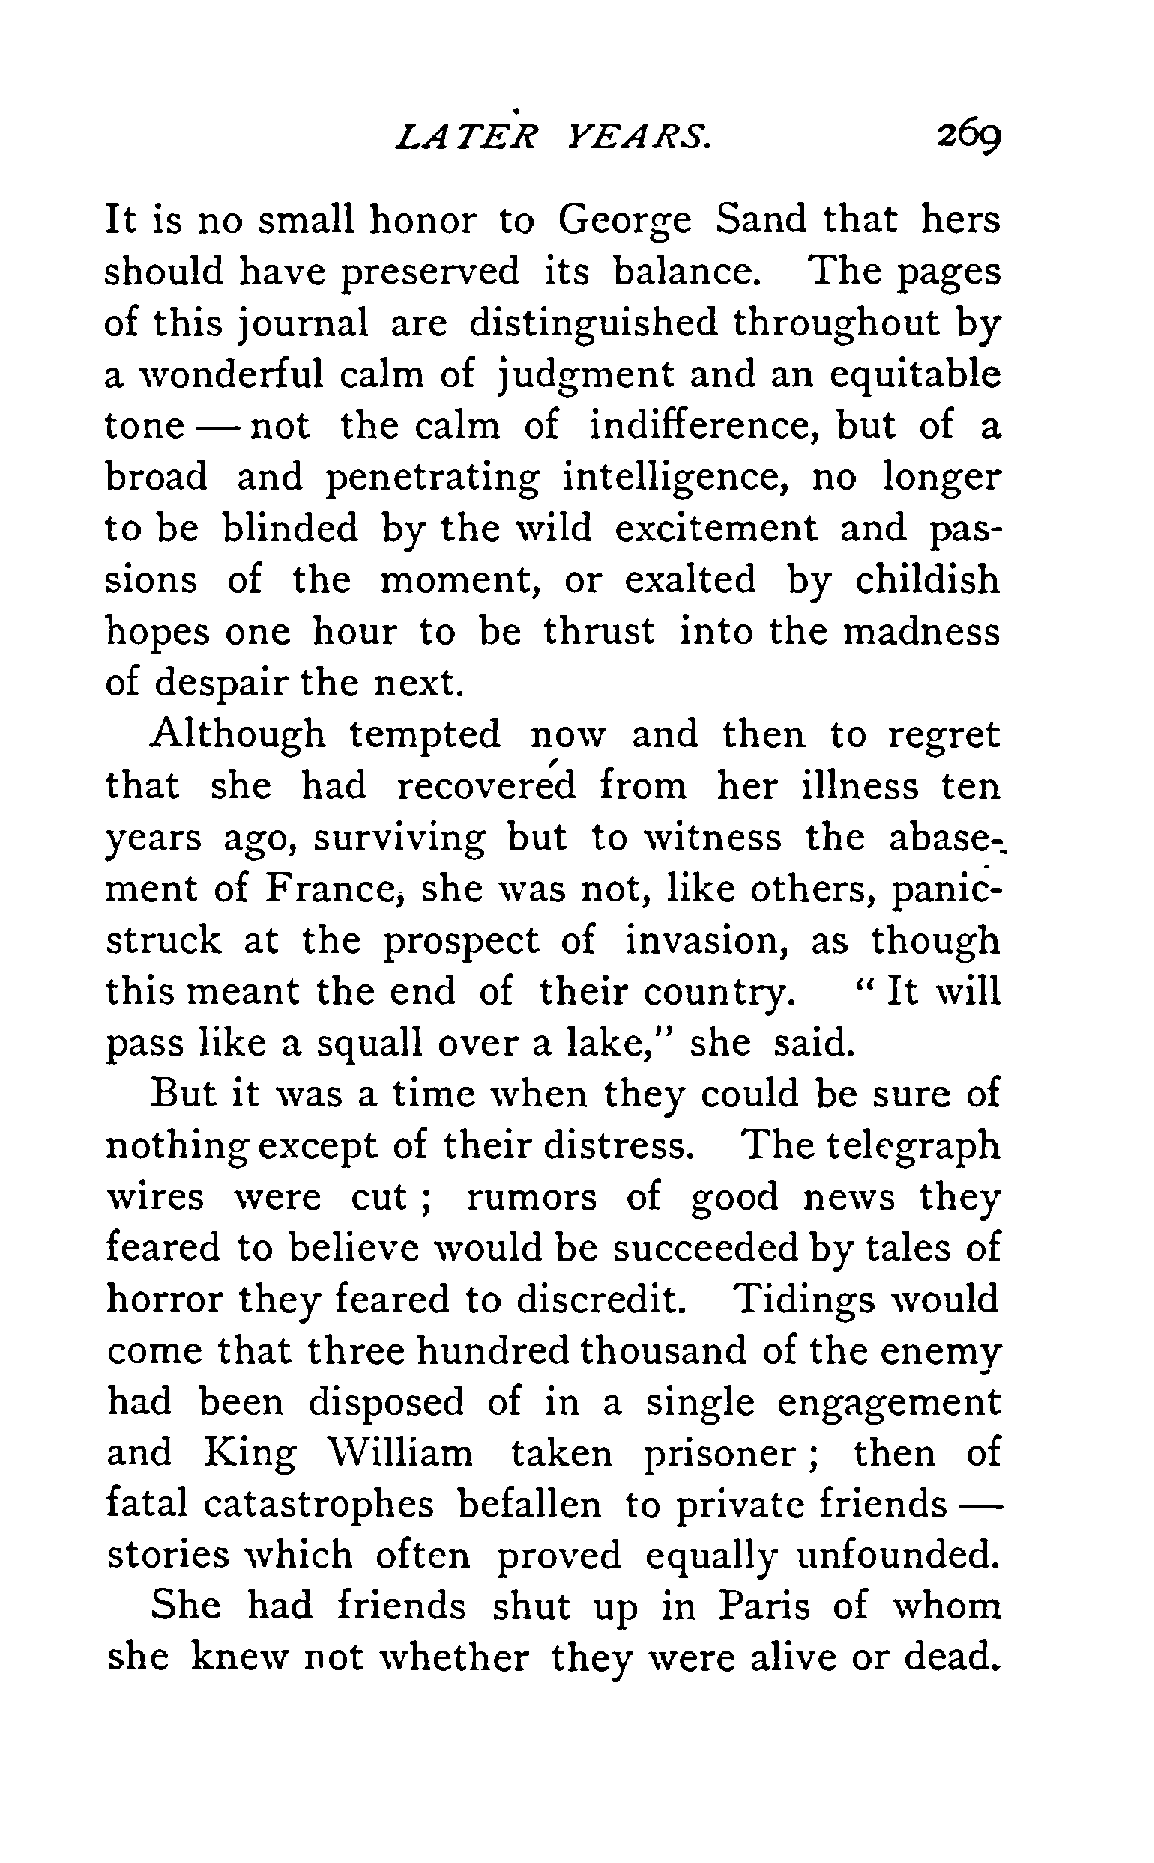 LATER YEARS. 269
It is no small honor to George Sand that hers
should have preserved its balance. The pages
of this journal are distinguished throughout by
a wonderful calm of judgment and an equitable
tone — not the calm of indifference, but of a
broad and penetrating intelligence, no longer
to be blinded by the wild excitement and pas-
sions of the moment, or exalted by childish
hopes one hour to be thrust into the madness
of despair the next.
Although tempted now and then to regret
that she had recovered from her illness ten
years ago, surviving but to witness the abase-
ment of France, she was not, like others, panic-
struck at the prospect of invasion, as though
this meant the end of their country. " It will
pass like a squall over a lake," she said.
But it was a time when they could be sure of
nothing except of their distress. The telegraph
wires were cut ; rumors of good news they
feared to believe would be succeeded by tales of
horror they feared to discredit. Tidings would
come that three hundred thousand of the enemy
had been disposed of in a single engagement
and King William taken prisoner ; then of
fatal catastrophes befallen to private friends —
stories which often proved equally unfounded.
She had friends shut up in Paris of whom
she knew not whether they were alive or dead.